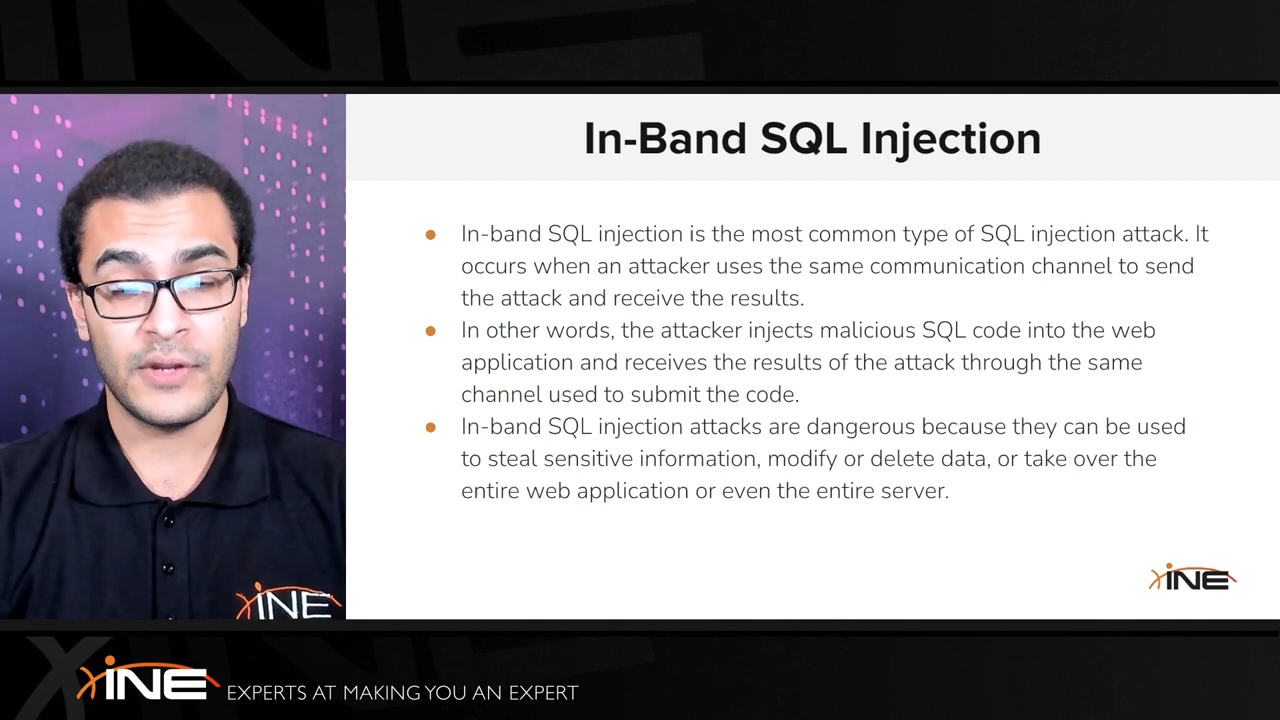 In-Band SQL Injection
● In-band SQL injection is the most common type of SQL injection attack. It
occurs when an attacker uses the same communication channel to send
the attack and receive the results.
● In other words, the attacker injects malicious SQL code into the web
application and receives the results of the attack through the same
channel used to submit the code.
● In-band SQL injection attacks are dangerous because they can be used
to steal sensitive information, modify or delete data, or take over the
entire web application or even the entire server.
INE
INE
INE EXPERTS AT MAKING YOU AN EXPERT